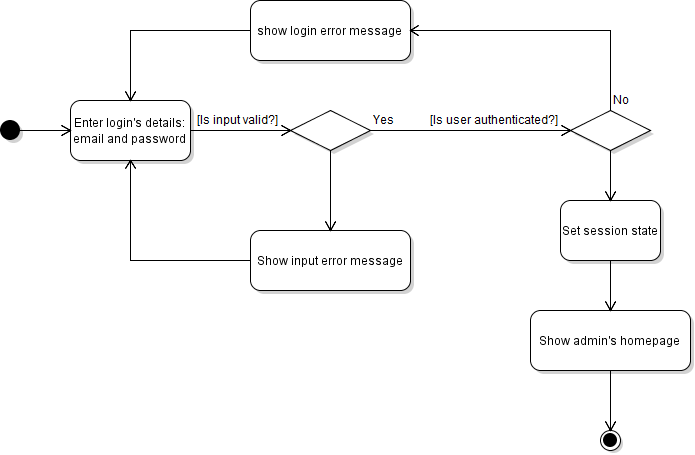 show login error message
No
Enter login's details:
email and password
[Is input valid?]
Yes
[Is user authenticated?]
Set session state
Show input error message
Show admin's homepage